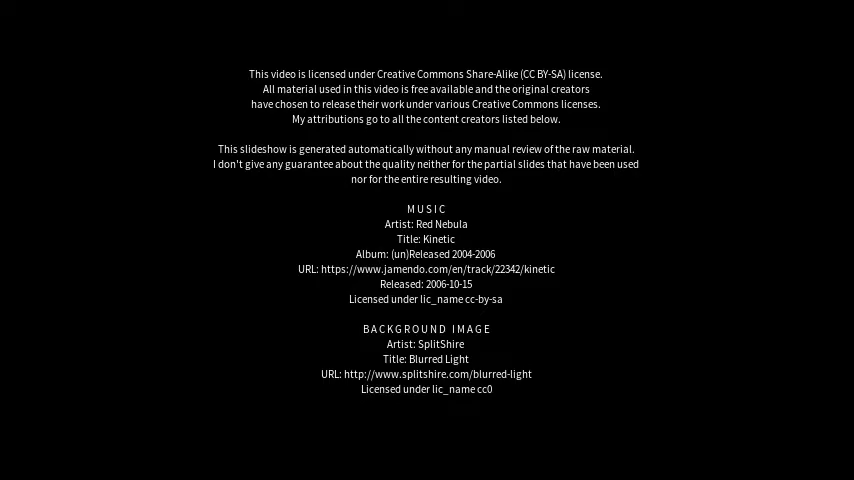 This video is licensed under Creative Commons Share-Alike (CC BY-SA) license.
All material used in this video is free available and the original creators
have chosen to release their work under various Creative Commons licenses.
My attributions go to all the content creators listed below.
This slideshow is generated automatically without any manual review of the raw material.
I don't give any guarantee about the quality neither for the partial slides that have been used
nor for the entire resulting video.
MUSIC
Artist: Red Nebula
Title: Kinetic
Album: (un)Released 2004-2006
URL: https://www.jamendo.com/en/track/22342/kinetic
Released: 2006-10-15
Licensed under lic_name cc-by-sa
BACKGROUND IMAGE
Artist: SplitShire
Title: Blurred Light
URL: http://www.splitshire.com/blurred-light
Licensed under lic_name cc0